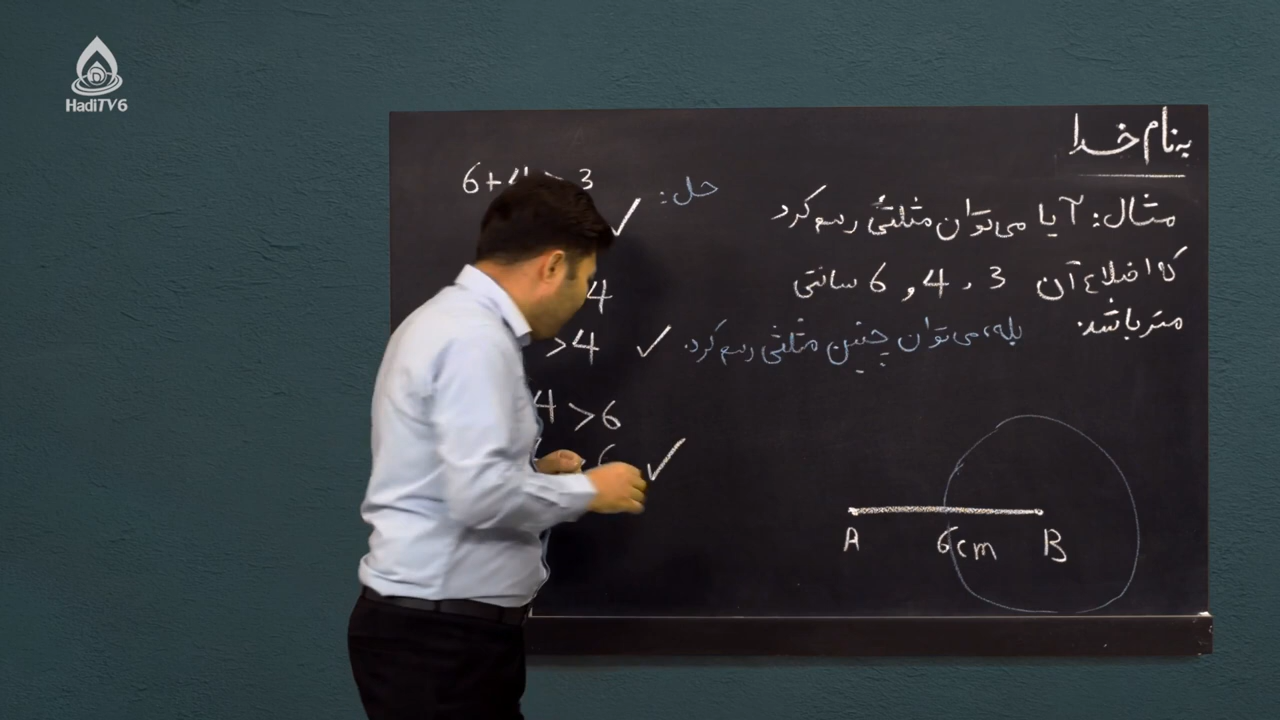 HadiTV6
به نام خدا
مثال: آیا می‌توان مثلثی رسم کرد
که اضلاع آن 3 ، 4 و 6 سانتی
متر باشد.
حل:
6+4 > 3
4
>4
4 >6
6
بله، می‌توان چنین مثلثی رسم کرد.
A 6cm B